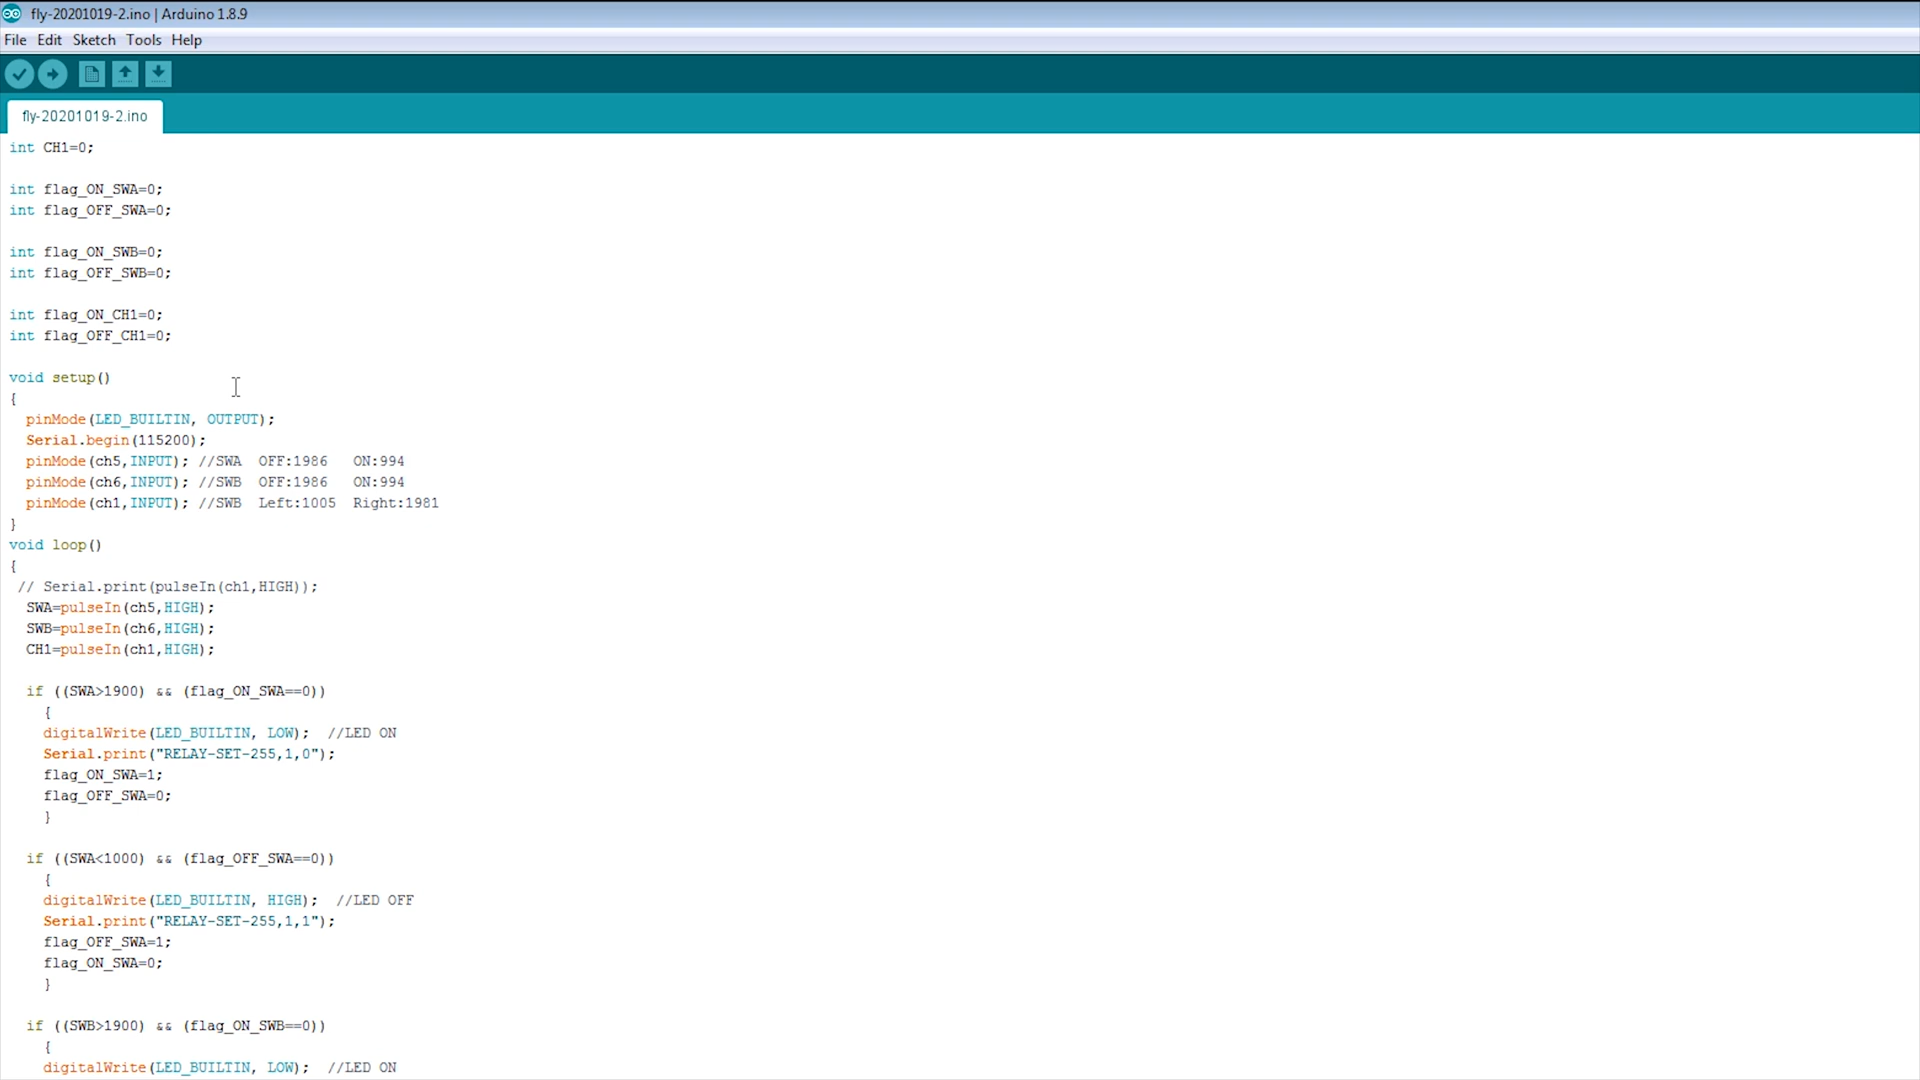 fly-20201019-2.ino | Arduino 1.8.9
File Edit Sketch Tools Help
fly-20201019-2.ino
int CH1=0;
int flag_ON_SWA=0;
int flag_OFF_SWA=0;
int flag_ON_SWB=0;
int flag_OFF_SWB=0;
int flag_ON_CH1=0;
int flag_OFF_CH1=0;
void setup()
{
pinMode(LED_BUILTIN, OUTPUT);
Serial.begin(115200);
pinMode(ch5,INPUT); //SWA OFF:1986 ON:994
pinMode(ch6,INPUT); //SWB OFF:1986 ON:994
pinMode(ch1,INPUT); //SWB Left:1005 Right:1981
}
void loop()
{
// Serial.print(pulseIn(ch1,HIGH));
SWA=pulseIn(ch5,HIGH);
SWB=pulseIn(ch6,HIGH);
CH1=pulseIn(ch1,HIGH);
if ((SWA>1900) && (flag_ON_SWA==0))
{
digitalWrite(LED_BUILTIN, LOW); //LED ON
Serial.print("RELAY-SET-255,1,0");
flag_ON_SWA=1;
flag_OFF_SWA=0;
}
if ((SWA<1000) && (flag_OFF_SWA==0))
{
digitalWrite(LED_BUILTIN, HIGH); //LED OFF
Serial.print("RELAY-SET-255,1,1");
flag_OFF_SWA=1;
flag_ON_SWA=0;
}
if ((SWB>1900) && (flag_ON_SWB==0))
{
digitalWrite(LED_BUILTIN, LOW); //LED ON